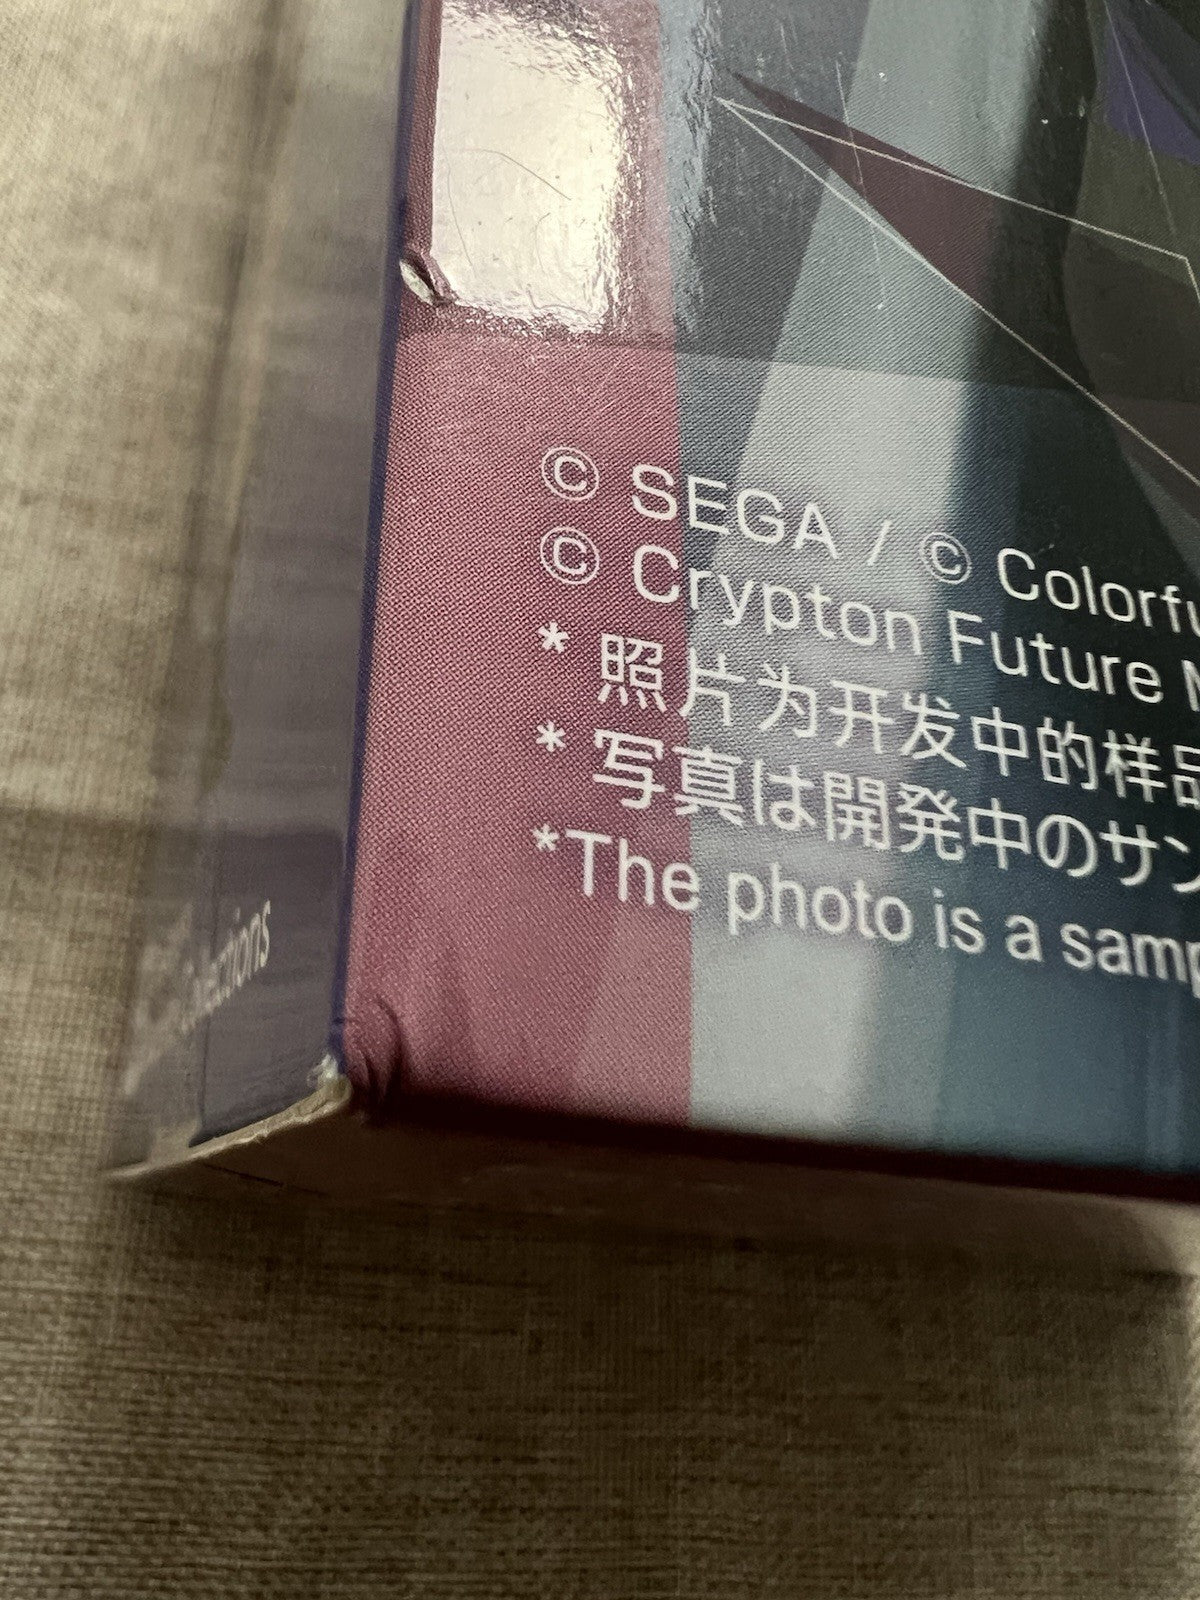 © SEGA / © Colorfu
© Crypton Future M
* 照片为开发中的样品
* 写真は開発中のサン
*The photo is a samp